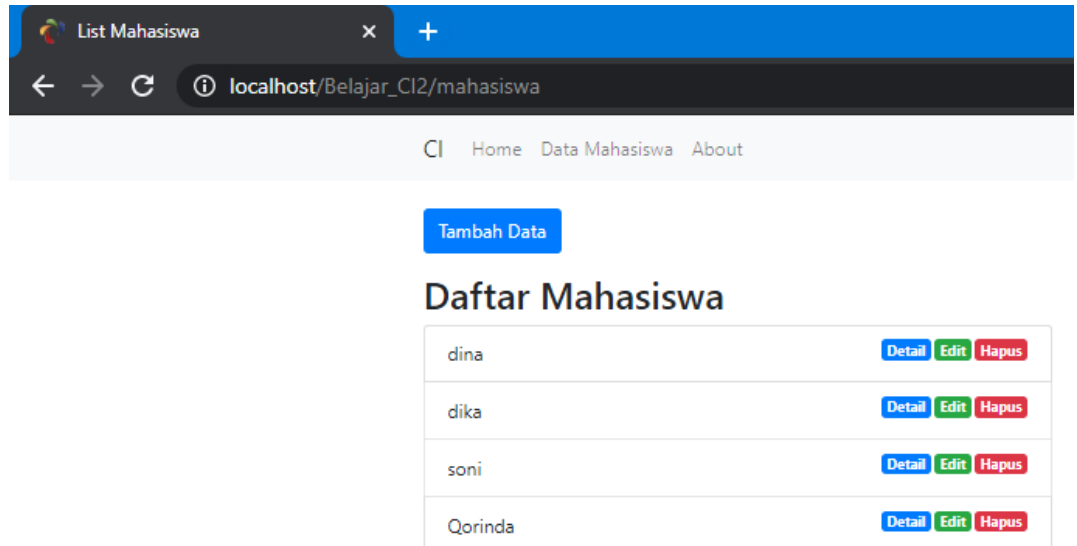 List Mahasiswa
localhost/Belajar_CI2/mahasiswa
CI Home Data Mahasiswa About
Tambah Data
Daftar Mahasiswa
dina Detail Edit Hapus
dika Detail Edit Hapus
soni Detail Edit Hapus
Qorinda Detail Edit Hapus